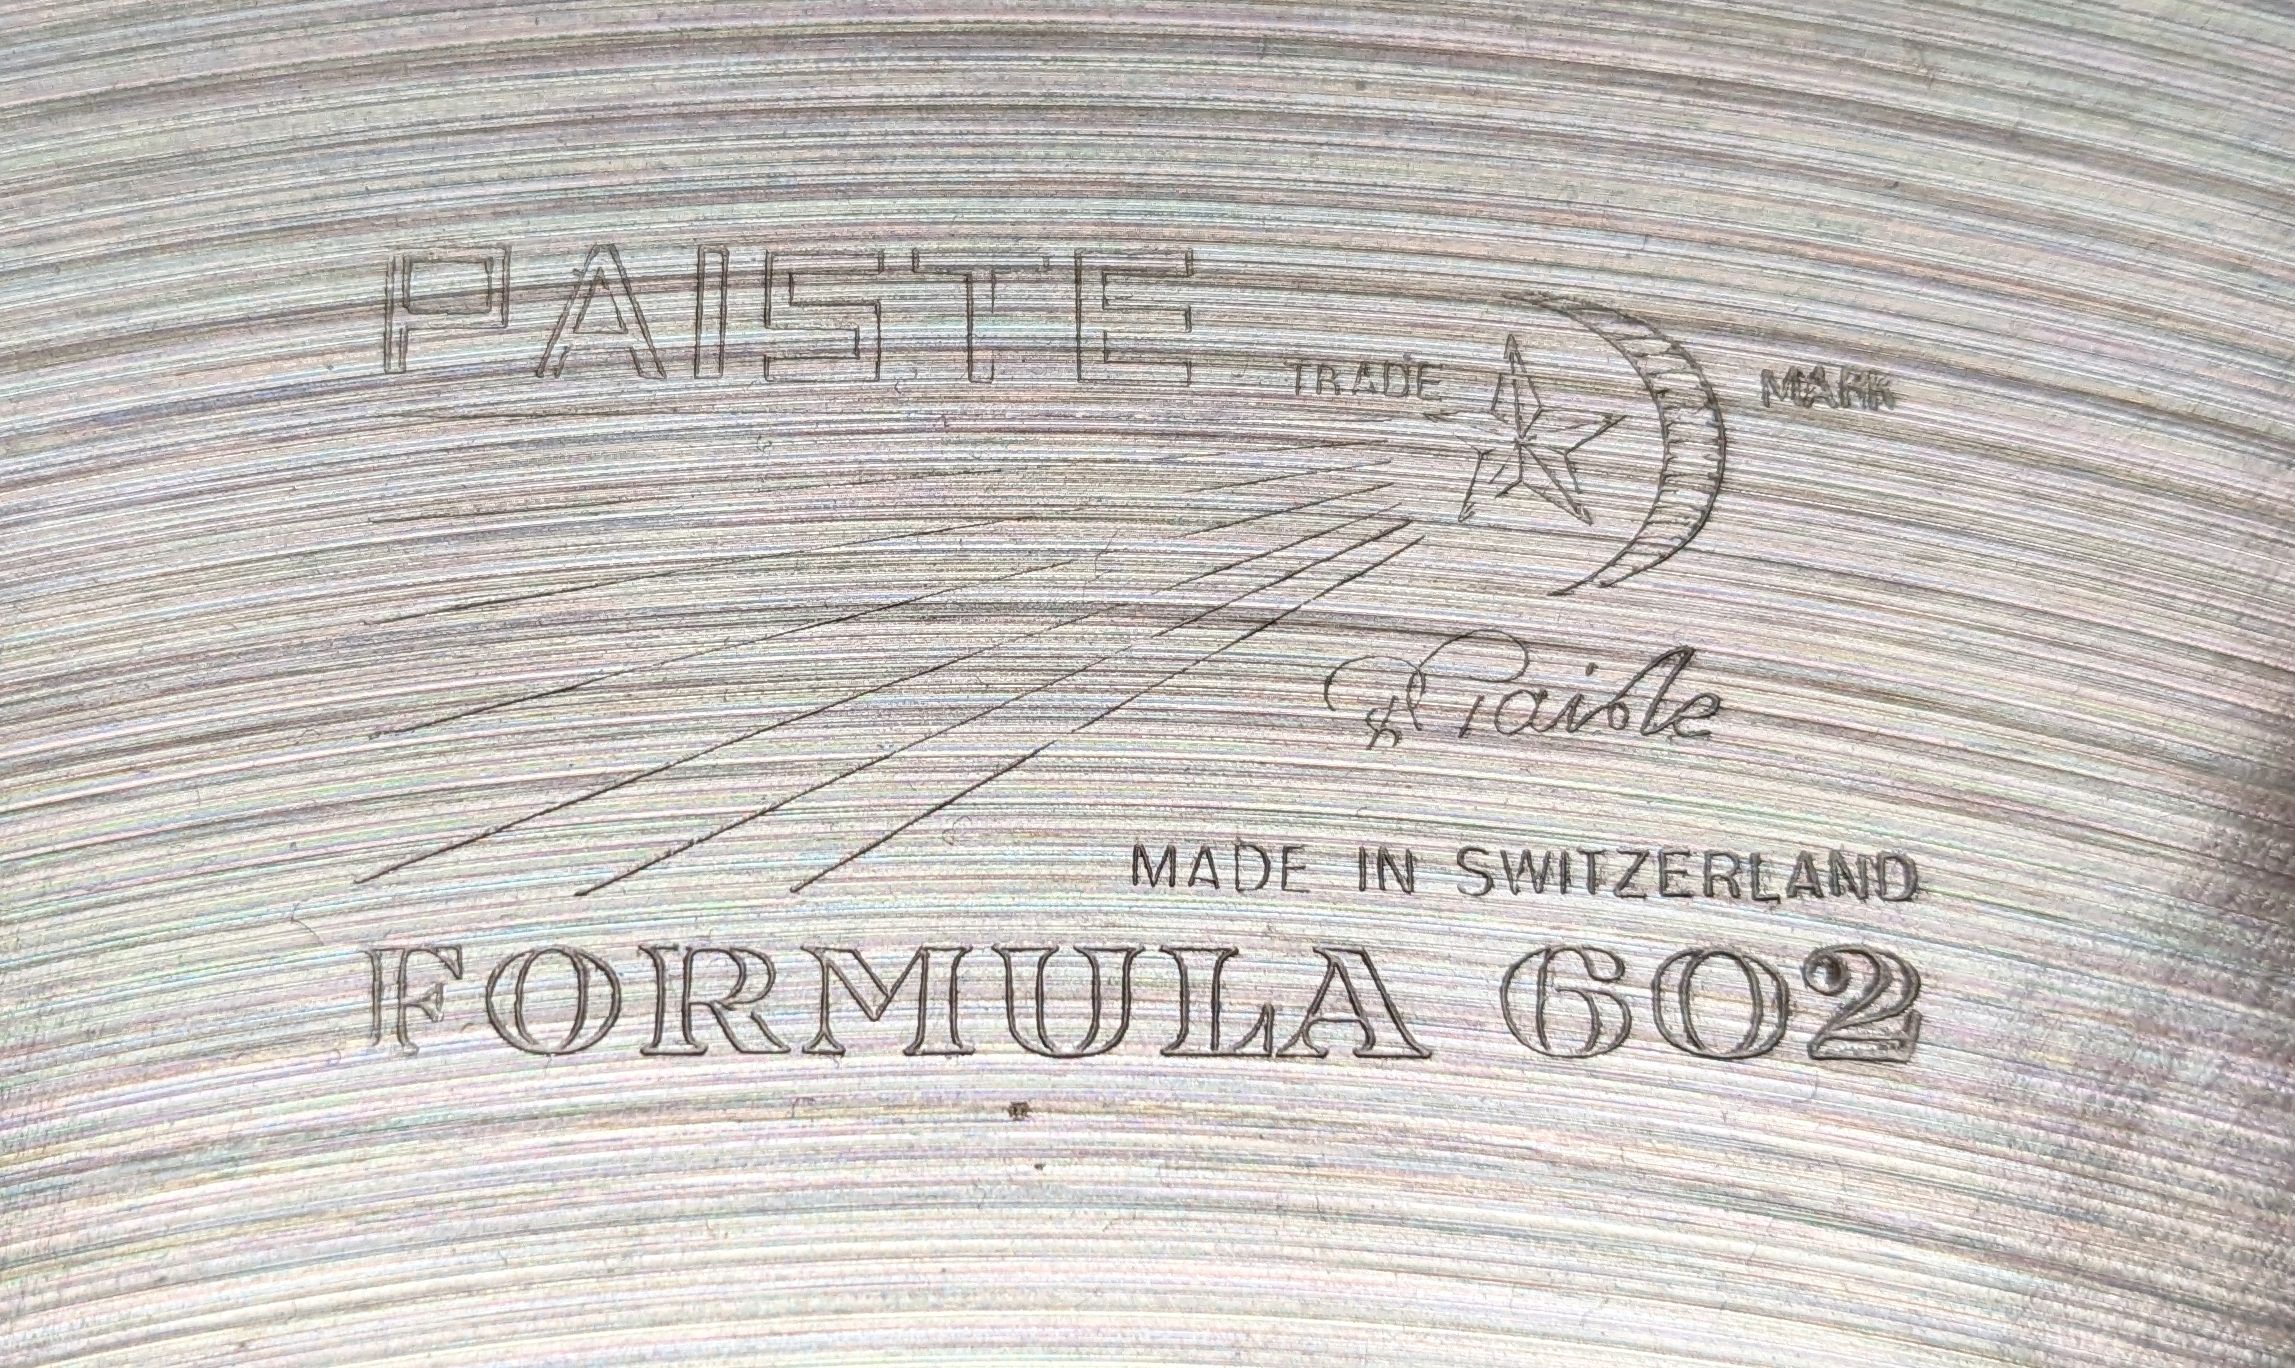 PAISTE
TRADE MARK
Paiste
MADE IN SWITZERLAND
FORMULA 602